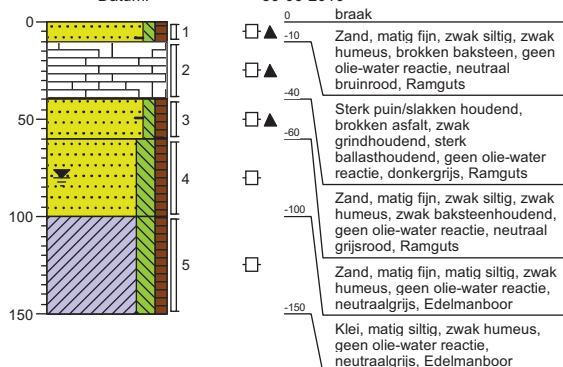 0
braak
0
-10
Zand, matig fijn, zwak siltig, zwak
humeus, brokken baksteen, geen
olie-water reactie, neutraal
bruinrood, Ramguts
1
2
-40
Sterk puin/slakken houdend,
brokken asfalt, zwak
grindhoudend, sterk
ballasthoudend, geen olie-water
reactie, donkergrijs, Ramguts
50
3
-60
4
Zand, matig fijn, zwak siltig, zwak
humeus, zwak baksteenhoudend,
geen olie-water reactie, neutraal
grijsrood, Ramguts
100
-100
5
Zand, matig fijn, matig siltig, zwak
humeus, geen olie-water reactie,
neutraalgrijs, Edelmanboor
150
-150
Klei, matig siltig, zwak humeus,
geen olie-water reactie,
neutraalgrijs, Edelmanboor